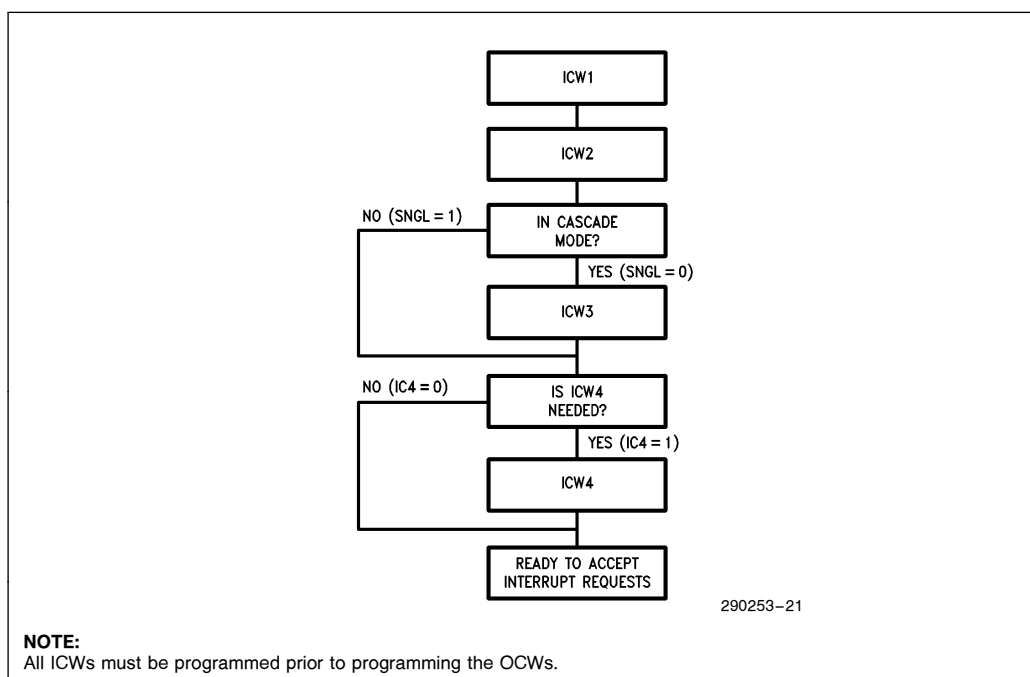 ICW1
ICW2
NO (SNGL = 1)
IN CASCADE
MODE?
YES (SNGL = 0)
ICW3
NO (IC4 = 0)
IS ICW4
NEEDED?
YES (IC4 = 1)
ICW4
READY TO ACCEPT
INTERRUPT REQUESTS
290253–21
NOTE:
All ICWs must be programmed prior to programming the OCWs.